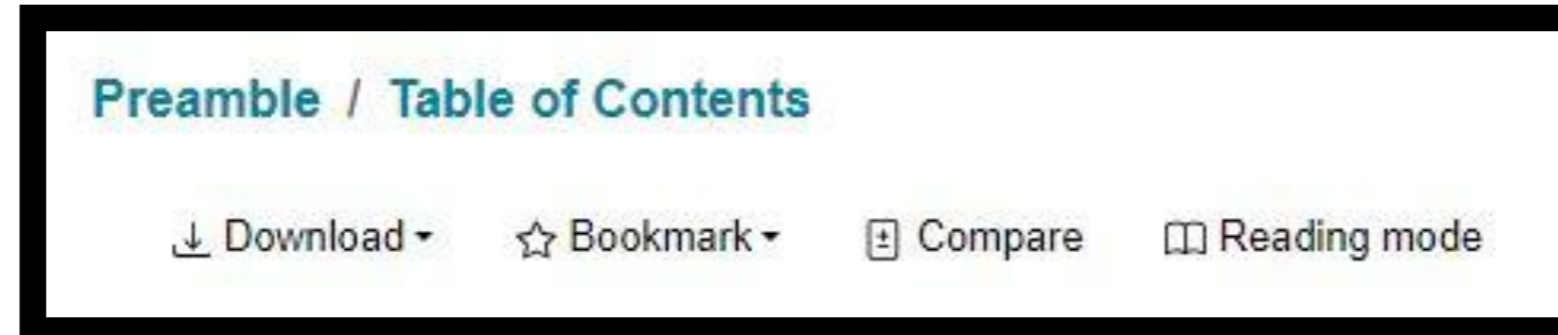 Preamble / Table of Contents
Download Bookmark Compare Reading mode